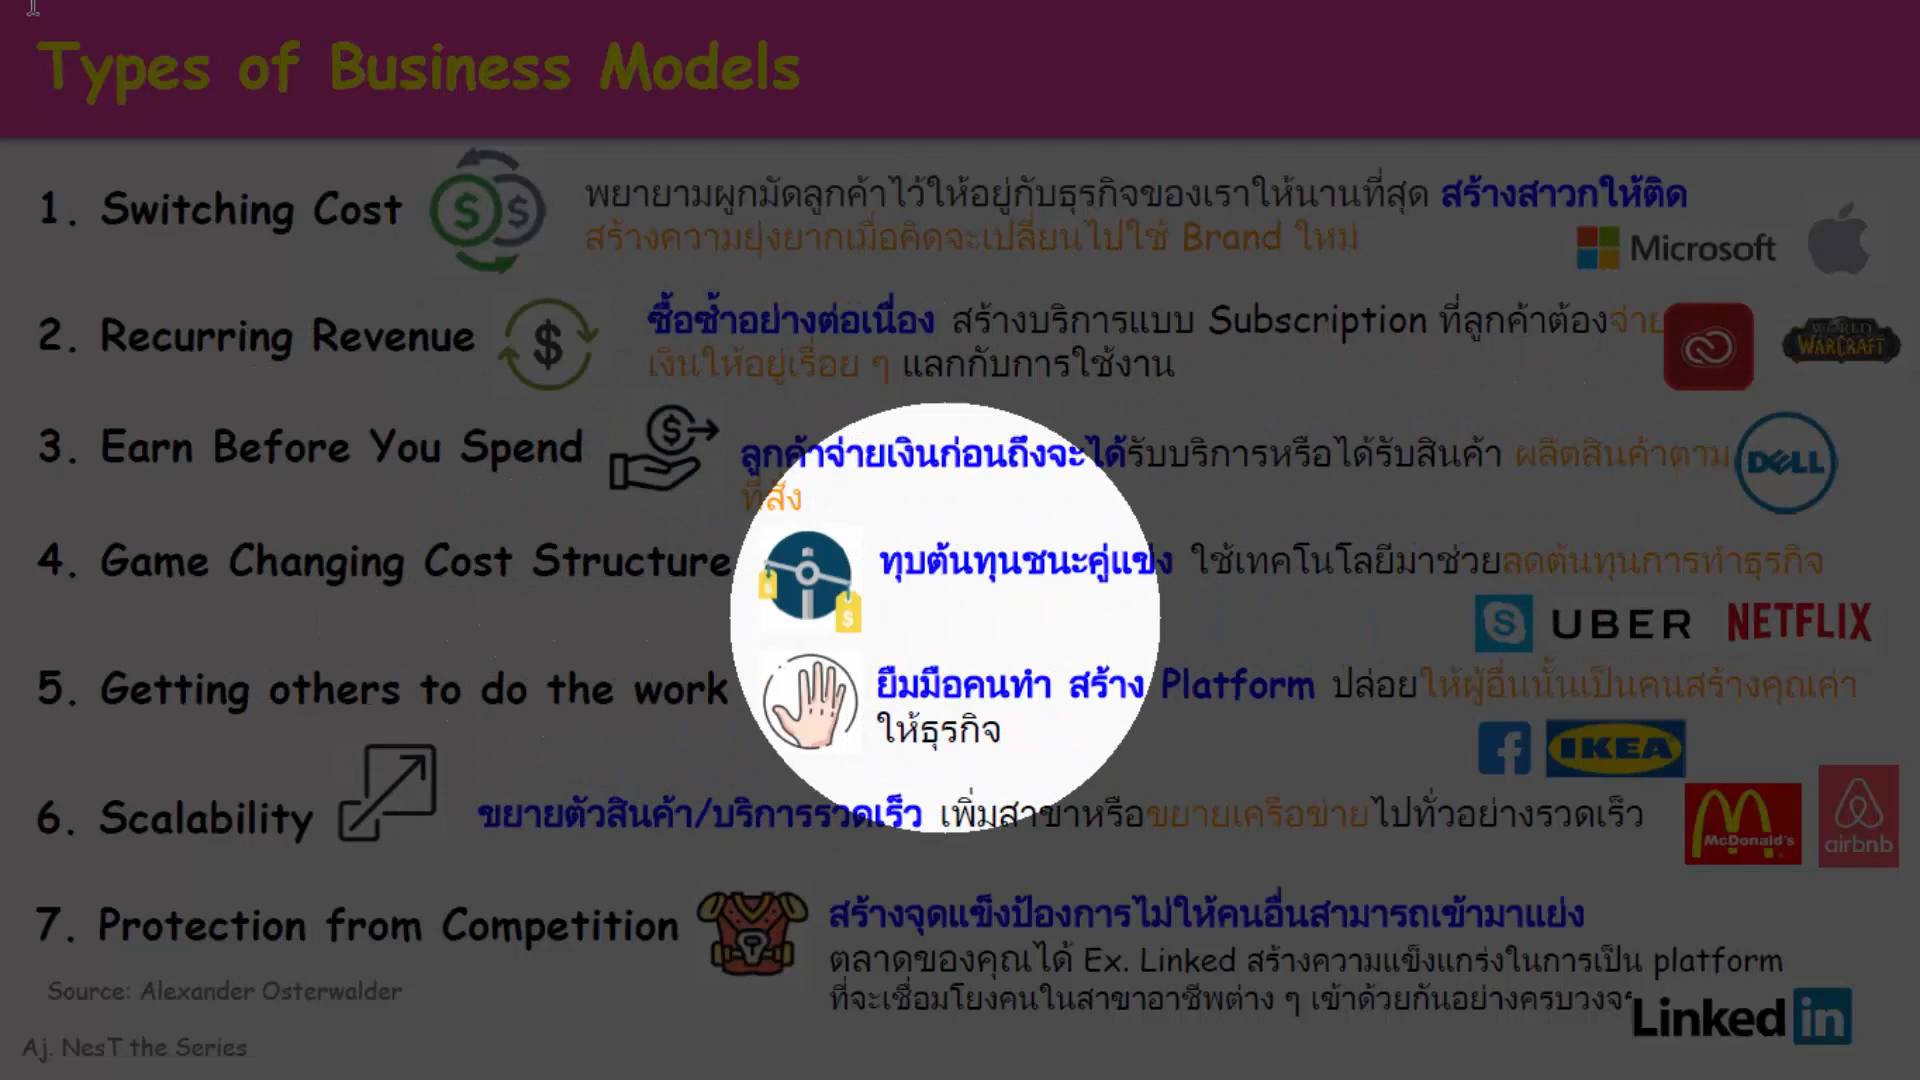 Types of Business Models
1. Switching Cost
พยายามผูกมัดลูกค้าไว้ให้อยู่กับธุรกิจของเราให้นานที่สุด สร้างสาวกให้ติด
สร้างความยุ่งยากเมื่อคิดจะเปลี่ยนไปใช้ Brand ใหม่
Microsoft
2. Recurring Revenue
ซื้อซ้ำอย่างต่อเนื่อง สร้างบริการแบบ Subscription ที่ลูกค้าต้องจ่าย
เงินให้อยู่เรื่อย ๆ แลกกับการใช้งาน
WORLD
WARCRAFT
3. Earn Before You Spend
ลูกค้าจ่ายเงินก่อนถึงจะได้รับบริการหรือได้รับสินค้า ผลิตสินค้าตาม
ที่สั่ง
DELL
4. Game Changing Cost Structure
ทุบต้นทุนชนะคู่แข่ง ใช้เทคโนโลยีมาช่วยลดต้นทุนการทำธุรกิจ
UBER NETFLIX
5. Getting others to do the work
ยืมมือคนทำ สร้าง Platform ปล่อยให้ผู้อื่นนั้นเป็นคนสร้างคุณค่า
ให้ธุรกิจ
IKEA
6. Scalability
ขยายตัวสินค้า/บริการรวดเร็ว เพิ่มสาขาหรือขยายเครือข่ายไปทั่วอย่างรวดเร็ว
McDonald's
airbnb
7. Protection from Competition
สร้างจุดแข็งป้องการไม่ให้คนอื่นสามารถเข้ามาแย่ง
ตลาดของคุณได้ Ex. Linked สร้างความแข็งแกร่งในการเป็น platform
ที่จะเชื่อมโยงคนในสาขาอาชีพต่าง ๆ เข้าด้วยกันอย่างครบวงจร
Linked in
Source: Alexander Osterwalder
Aj. NesT the Series